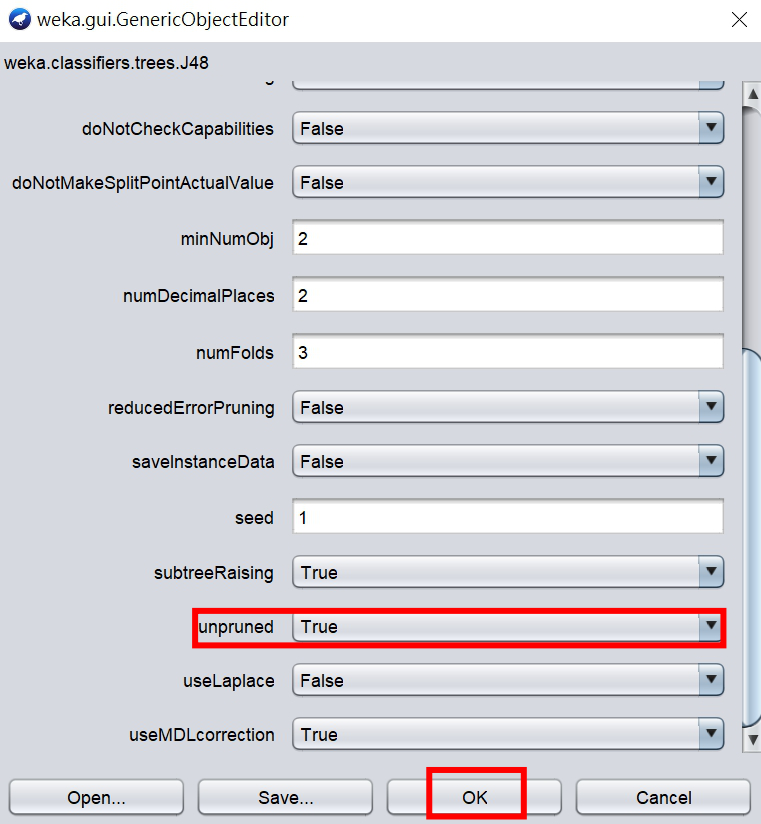 weka.gui.GenericObjectEditor
weka.classifiers.trees.J48
doNotCheckCapabilities False
doNotMakeSplitPointActualValue False
minNumObj 2
numDecimalPlaces 2
numFolds 3
reducedErrorPruning False
saveInstanceData False
seed 1
subtreeRaising True
unpruned True
useLaplace False
useMDLcorrection True
Open... Save... OK Cancel